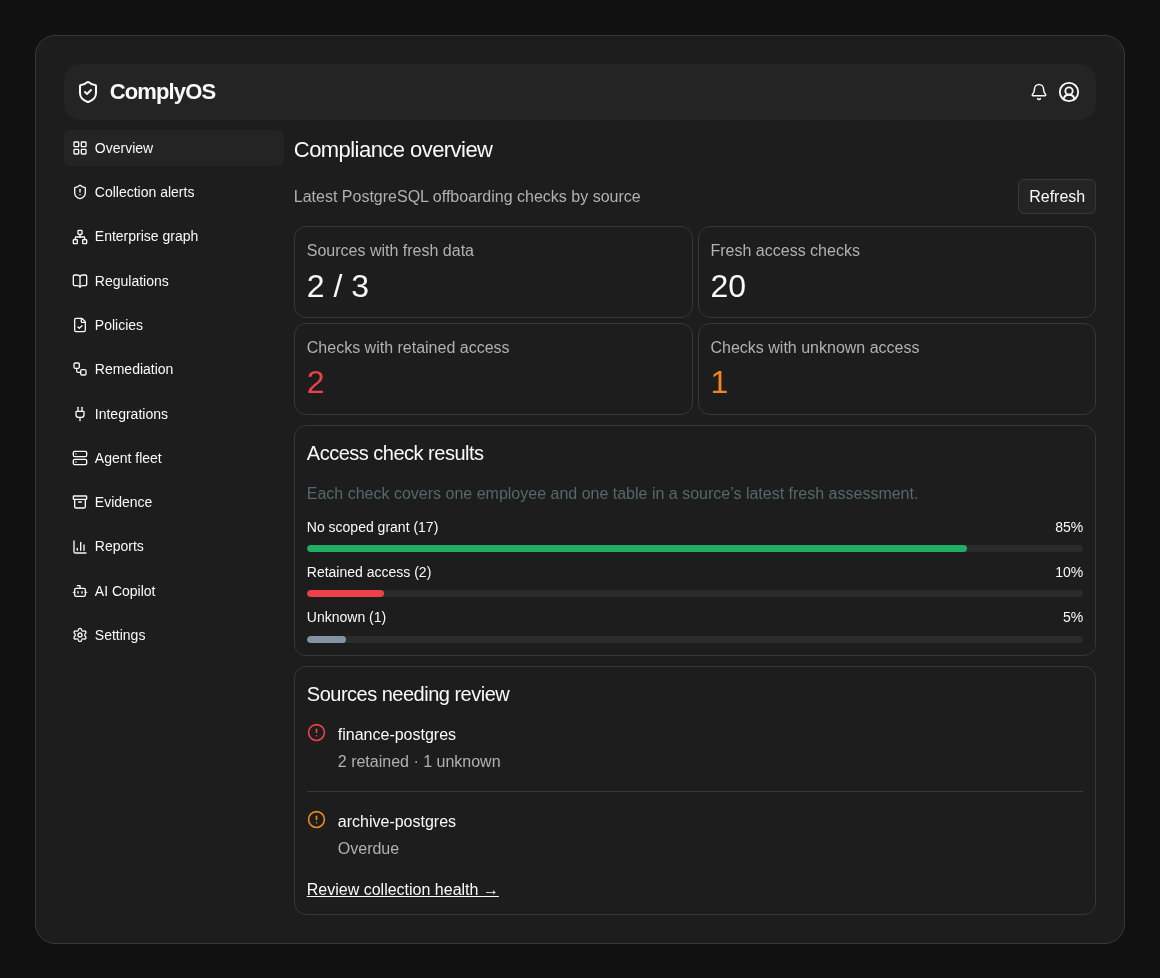 ComplyOS
Overview
Collection alerts
Enterprise graph
Regulations
Policies
Remediation
Integrations
Agent fleet
Evidence
Reports
AI Copilot
Settings
Compliance overview
Latest PostgreSQL offboarding checks by source
Refresh
Sources with fresh data
2 / 3
Fresh access checks
20
Checks with retained access
2
Checks with unknown access
1
Access check results
Each check covers one employee and one table in a source’s latest fresh assessment.
No scoped grant (17) 85%
Retained access (2) 10%
Unknown (1) 5%
Sources needing review
finance-postgres
2 retained · 1 unknown
archive-postgres
Overdue
Review collection health →